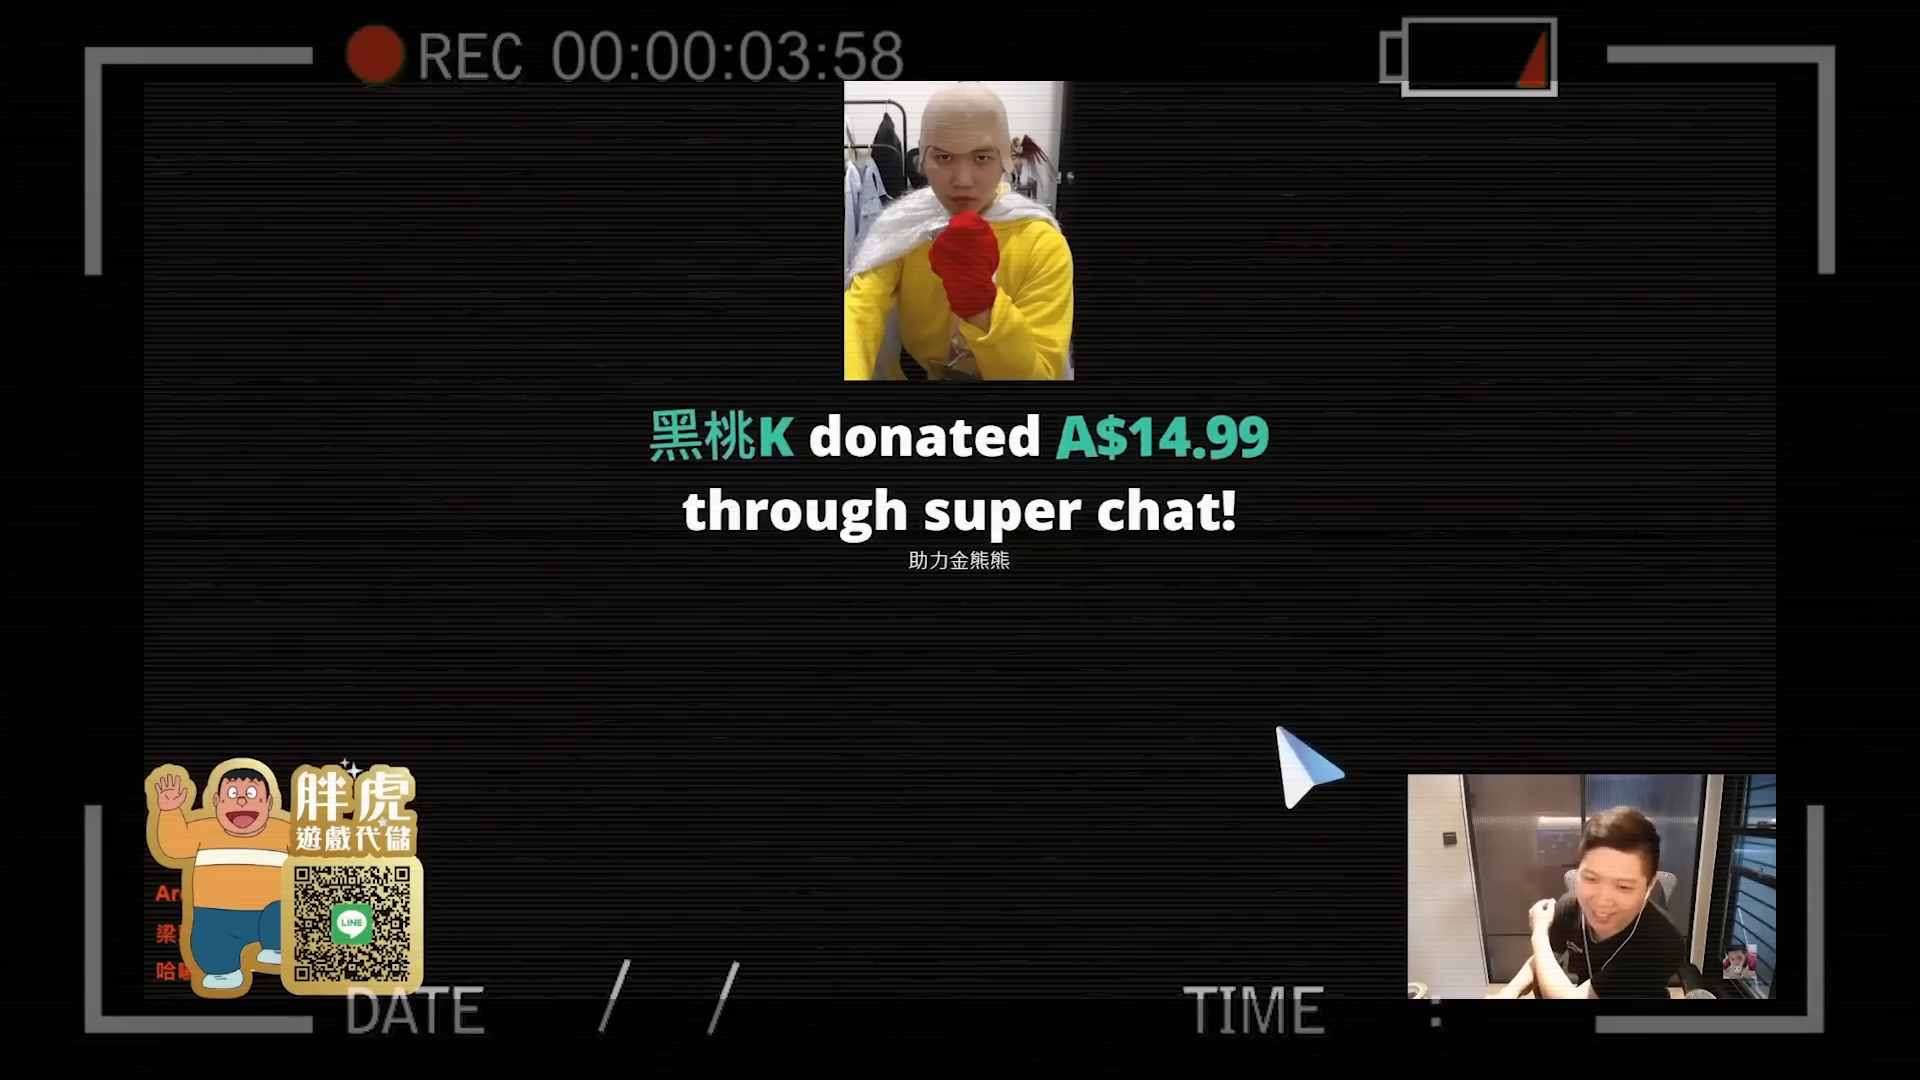 REC 00:00:03:58
黑桃K donated A$14.99
through super chat!
助力金熊熊
胖虎
遊戲代儲
LINE
DATE / /
TIME :